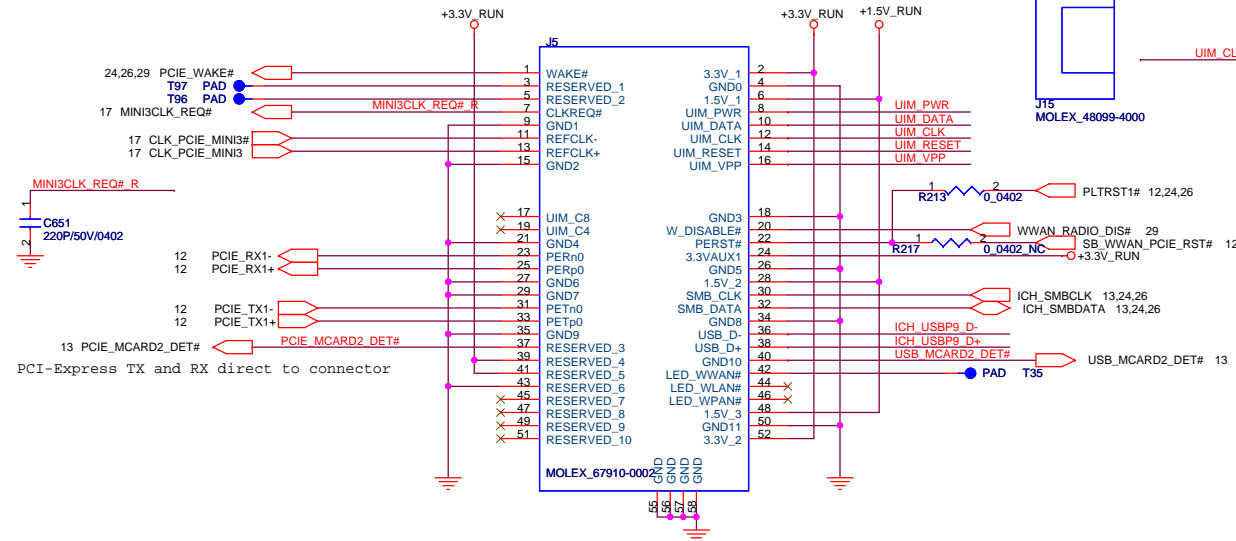 +3.3V_RUN
+3.3V_RUN
+1.5V_RUN
J5
24,26,29 PCIE_WAKE#
T97 PAD
T96 PAD
17 MINI3CLK_REQ#
MINI3CLK_REQ#_R
17 CLK_PCIE_MINI3#
17 CLK_PCIE_MINI3
MINI3CLK_REQ#_R
1
C651
220P/50V/0402
2
12 PCIE_RX1-
12 PCIE_RX1+
12 PCIE_TX1-
12 PCIE_TX1+
13 PCIE_MCARD2_DET#
PCIE_MCARD2_DET#
PCI-Express TX and RX direct to connector
1 WAKE#
3 RESERVED_1
5 RESERVED_2
7 CLKREQ#
9 GND1
11 REFCLK-
13 REFCLK+
15 GND2
17 UIM_C8
19 UIM_C4
21 GND4
23 PERn0
25 PERp0
27 GND6
29 GND7
31 PETn0
33 PETp0
35 GND9
37 RESERVED_3
39 RESERVED_4
41 RESERVED_5
43 RESERVED_6
45 RESERVED_7
47 RESERVED_8
49 RESERVED_9
51 RESERVED_10
3.3V_1 2
GND0 4
1.5V_1 6
UIM_PWR 8
UIM_DATA 10
UIM_CLK 12
UIM_RESET 14
UIM_VPP 16
GND3 18
W_DISABLE# 20
PERST# 22
3.3VAUX1 24
GND5 26
1.5V_2 28
SMB_CLK 30
SMB_DATA 32
GND8 34
USB_D- 36
USB_D+ 38
GND10 40
LED_WWAN# 42
LED_WLAN# 44
LED_WPAN# 46
1.5V_3 48
GND11 50
3.3V_2 52
MOLEX_67910-0002
GND GND GND GND
55 56 57 58
UIM_PWR
UIM_DATA
UIM_CLK
UIM_RESET
UIM_VPP
1 2
R213 0_0402
PLTRST1# 12,24,26
WWAN_RADIO_DIS# 29
1 2
R217 0_0402_NC
SB_WWAN_PCIE_RST# 12
+3.3V_RUN
ICH_SMBCLK 13,24,26
ICH_SMBDATA 13,24,26
ICH_USBP9_D-
ICH_USBP9_D+
USB_MCARD2_DET#
USB_MCARD2_DET# 13
PAD T35
J15
MOLEX_48099-4000